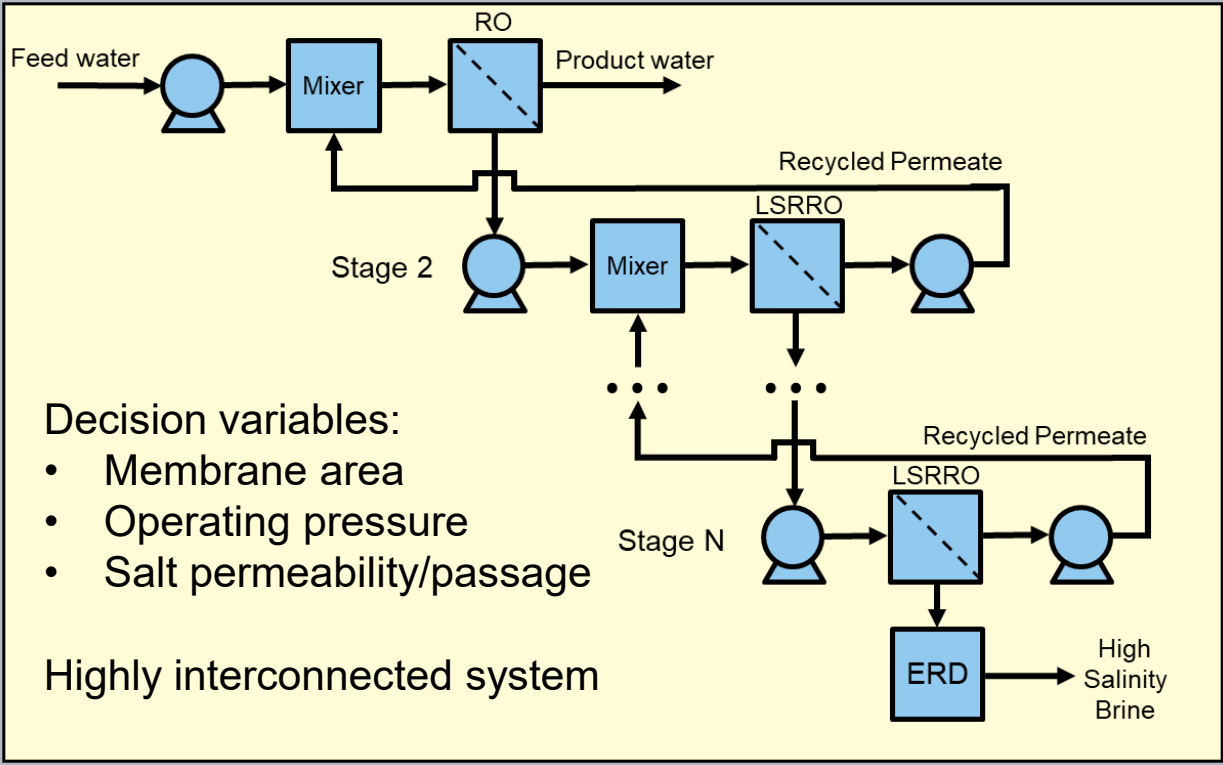 RO
Feed water
Mixer
Product water
Recycled Permeate
LSRRO
Stage 2
Mixer
Decision variables:
• Membrane area
• Operating pressure
• Salt permeability/passage
Highly interconnected system
Recycled Permeate
LSRRO
Stage N
ERD
High
Salinity
Brine